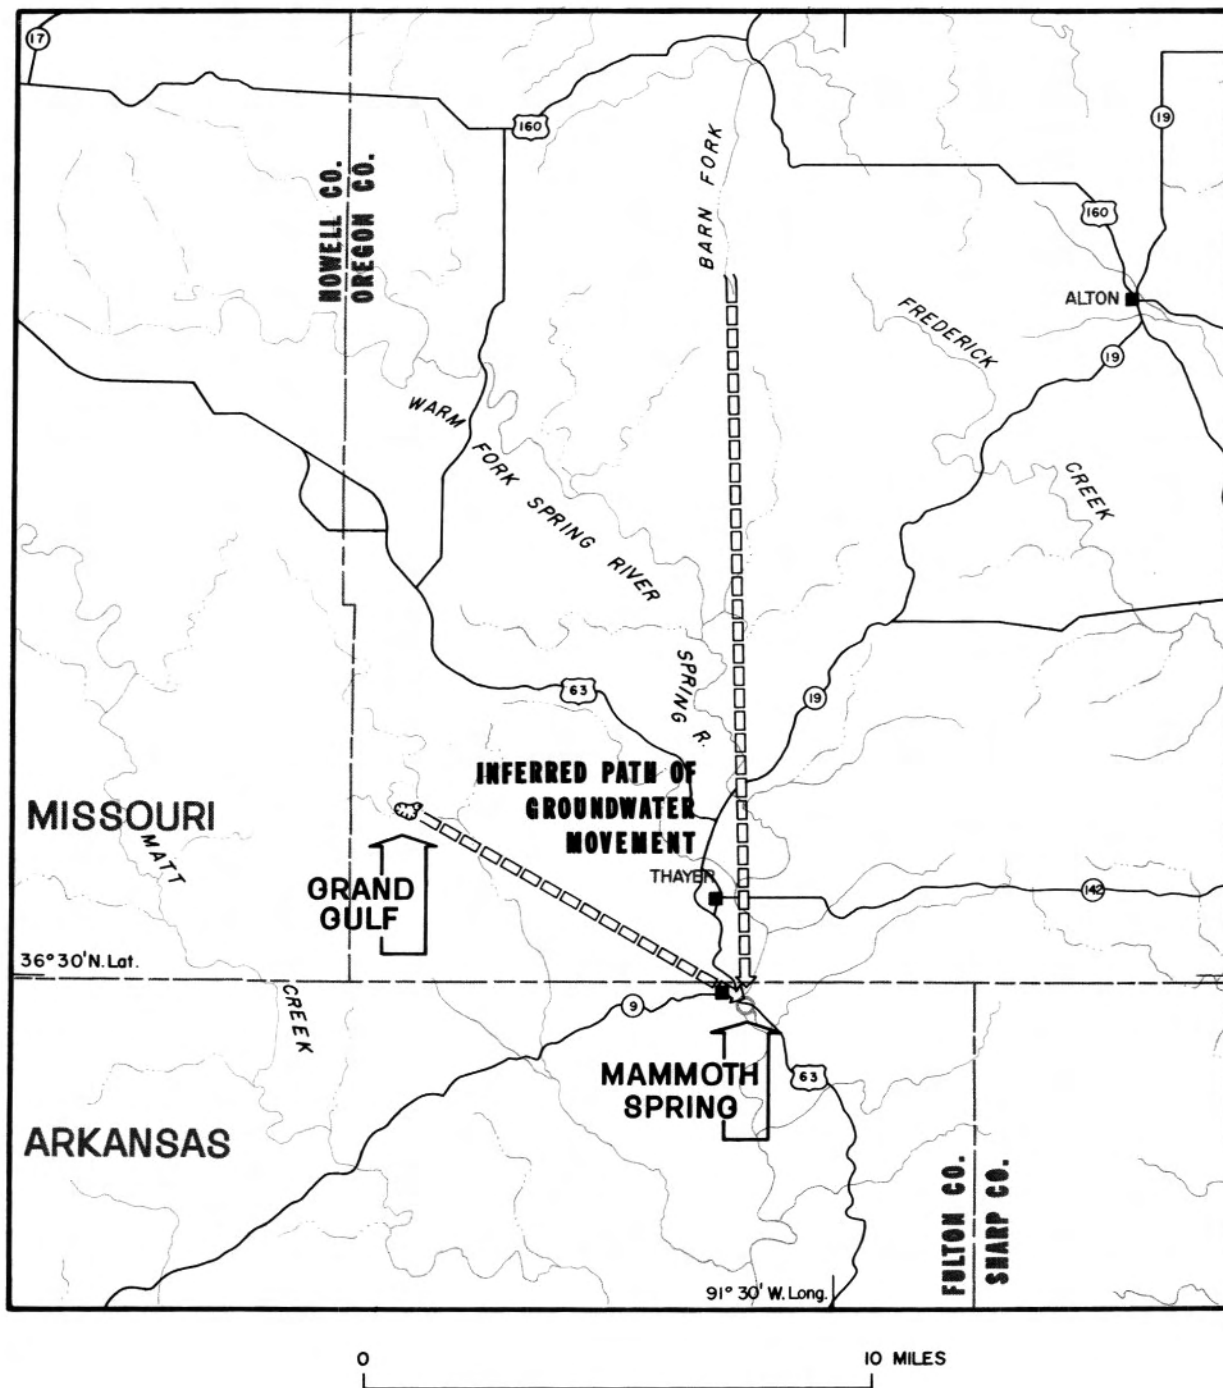 17
160
19
BARN FORK
HOWELL CO.
OREGON CO.
160
ALTON
FREDERICK
19
WARM FORK SPRING RIVER
CREEK
SPRING R.
63
19
INFERRED PATH OF
GROUNDWATER
MOVEMENT
MISSOURI
MATT
THAYER
GRAND
GULF
142
36° 30' N. Lat.
CREEK
9
MAMMOTH
SPRING
63
ARKANSAS
FULTON CO.
SHARP CO.
91° 30' W. Long.
0
10 MILES